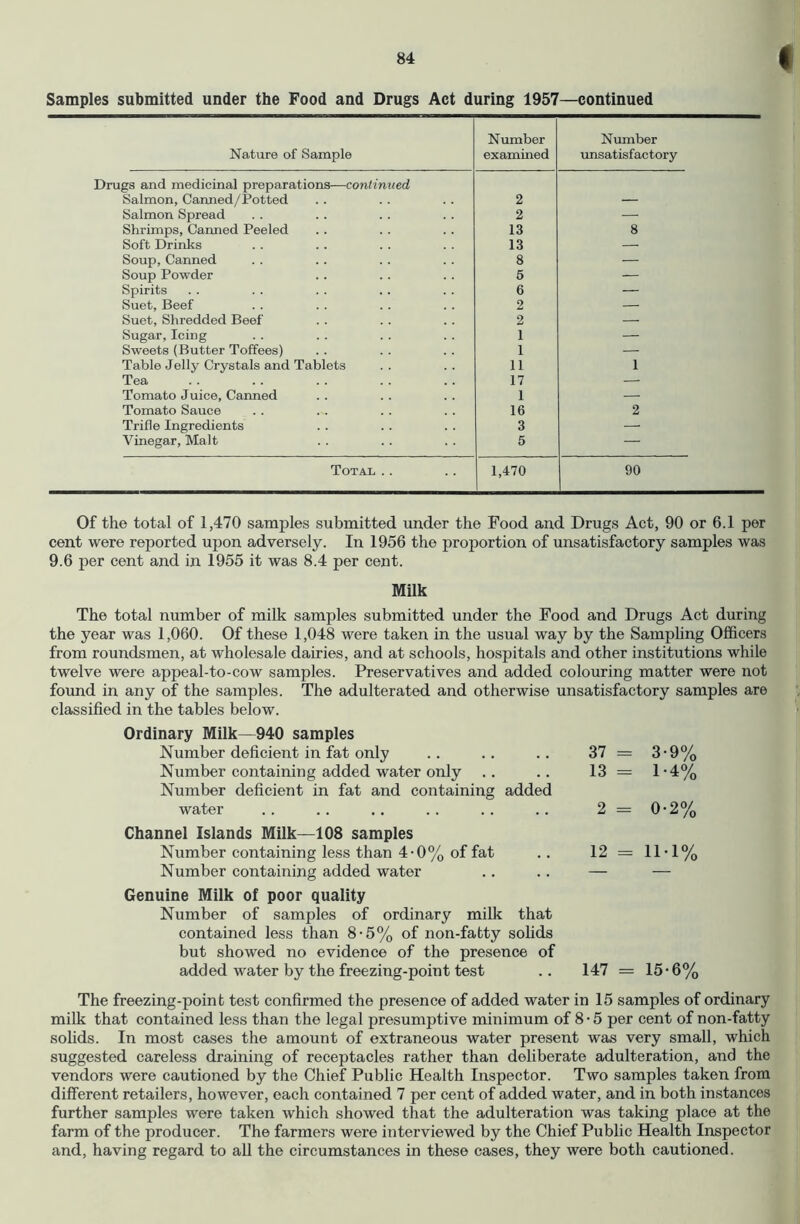 84
Samples submitted under the Food and Drugs Act during 1957—continued
Nature of Sample Number examined Number unsatisfactory
Drugs and medicinal preparations—continued
Salmon, Canned/Potted . . . . . . 2 —
Salmon Spread . . . . . . . . 2 —
Shrimps, Canned Peeled . . . . . . 13 8
Soft Drinks . . . . . . . . 13 —
Soup, Canned . . . . . . . . 8 —
Soup Powder . . . . . . 5 —
Spirits . . . . . . . . . . 6 —
Suet, Beef . . . . . . . . 2 —
Suet, Shredded Beef . . . . . . 2 —
Sugar, Icing . . . . . . . . 1 —
Sweets (Butter Toffees) . . . . . . 1 —
Table Jelly Crystals and Tablets . . . . 11 1
Tea . . . . . . . . . . 17 —
Tomato Juice, Canned . . . . . . 1 —
Tomato Sauce . . . . . . . . 16 2
Trifle Ingredients . . . . . . 3 —
Vinegar, Malt . . . . . . 5 —
Total . . . . 1,470 90
Of the total of 1,470 samples submitted under the Food and Drugs Act, 90 or 6.1 per
cent were reported upon adversely. In 1956 the proportion of unsatisfactory samples was
9.6 per cent and in 1955 it was 8.4 per cent.
Milk
The total number of milk samples submitted under the Food and Drugs Act during
the year was 1,060. Of these 1,048 were taken in the usual way by the Sampling Officers
from roundsmen, at wholesale dairies, and at schools, hospitals and other institutions while
twelve were appeal-to-cow samples. Preservatives and added colouring matter were not
found in any of the samples. The adulterated and otherwise unsatisfactory samples are
classified in the tables below.
Ordinary Milk—940 samples
Number deficient in fat only . . . . . . 37 = 3·9%
Number containing added water only . . . . 13 = 1·4%
Number deficient in fat and containing added
water . . . . . . . . . . . . 2 = 0·2%
Channel Islands Milk—108 samples
Number containing less than 4·0% of fat . . 12 = 11·1%
Number containing added water . . . . — —
Genuine Milk of poor quality
Number of samples of ordinary milk that
contained less than 8·5% of non-fatty solids
but showed no evidence of the presence of
added water by the freezing-point test . . 147 = 15·6%
The freezing-point test confirmed the presence of added water in 15 samples of ordinary
milk that contained less than the legal presumptive minimum of 8·5 per cent of non-fatty
solids. In most cases the amount of extraneous water present was very small, which
suggested careless draining of receptacles rather than deliberate adulteration, and the
vendors were cautioned by the Chief Public Health Inspector. Two samples taken from
different retailers, however, each contained 7 per cent of added water, and in both instances
further samples were taken which showed that the adulteration was taking place at the
farm of the producer. The farmers were interviewed by the Chief Public Health Inspector
and, having regard to all the circumstances in these cases, they were both cautioned.